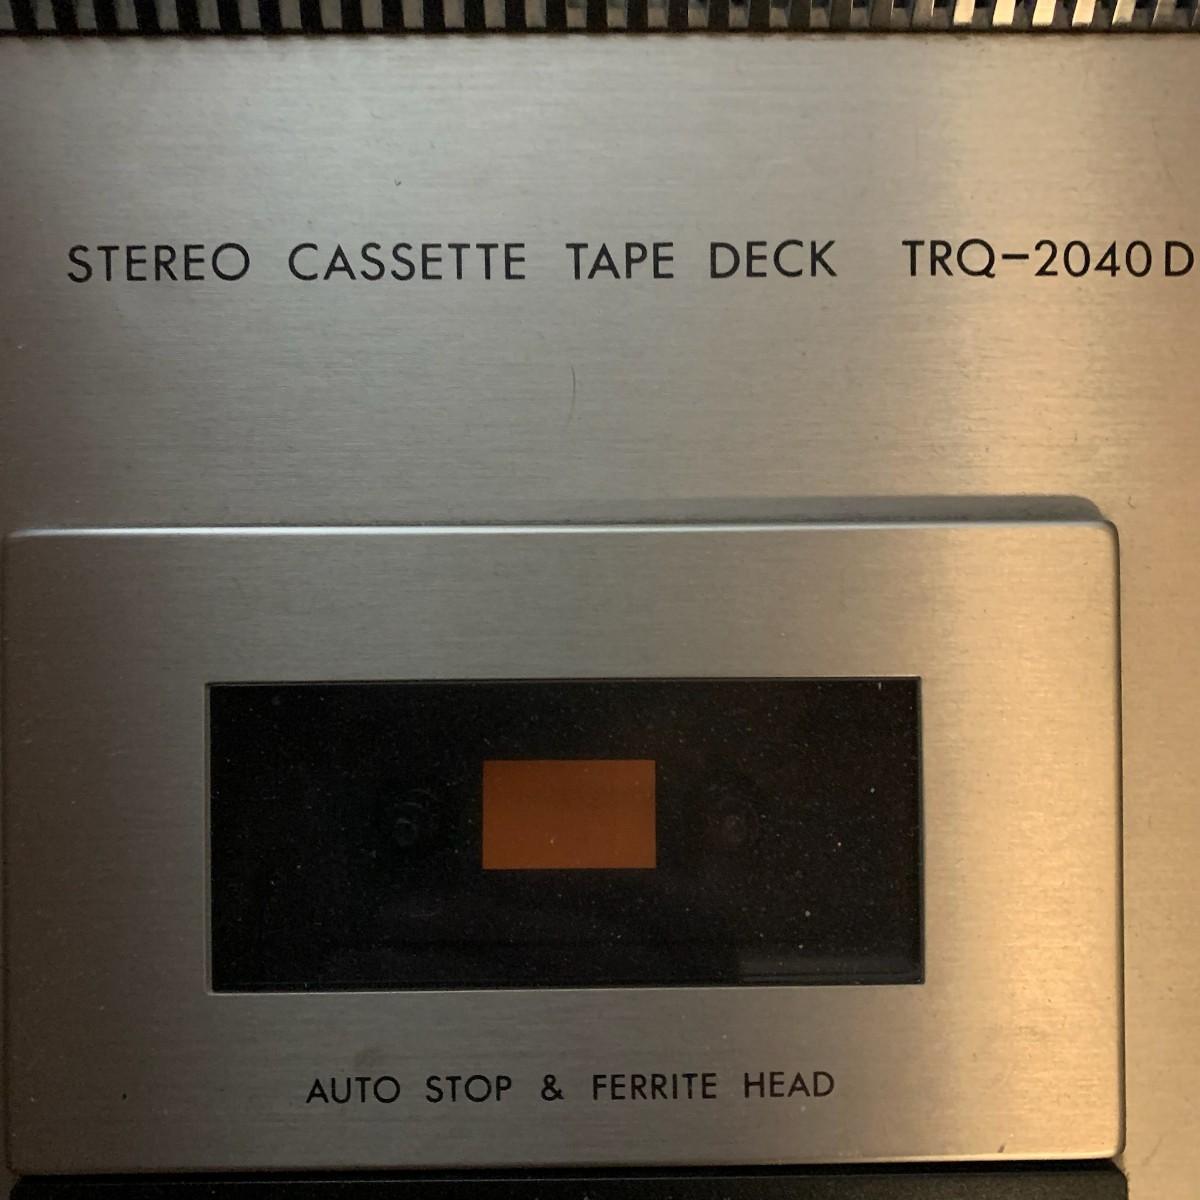 STEREO CASSETTE TAPE DECK TRQ-2040D
AUTO STOP & FERRITE HEAD